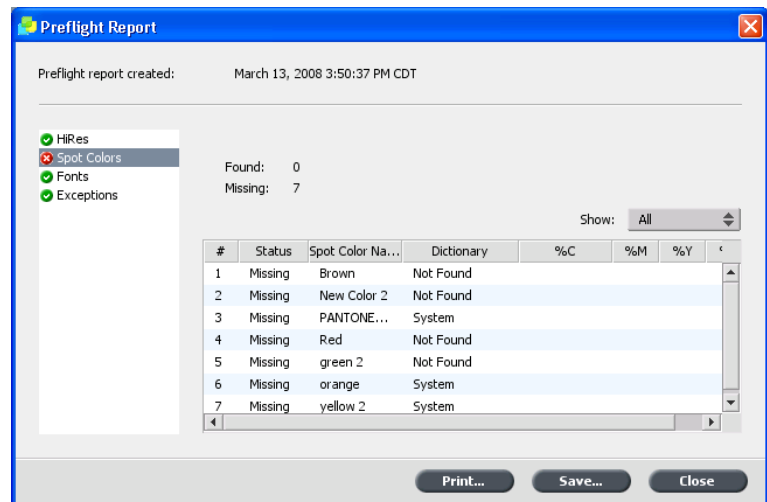 Preflight Report
Preflight report created: March 13, 2008 3:50:37 PM CDT
HiRes
Spot Colors
Fonts
Exceptions
Found: 0
Missing: 7
Show: All
# Status Spot Color Na... Dictionary %C %M %Y
1 Missing Brown Not Found
2 Missing New Color 2 Not Found
3 Missing PANTONE... System
4 Missing Red Not Found
5 Missing green 2 Not Found
6 Missing orange System
7 Missing yellow 2 System
Print... Save... Close